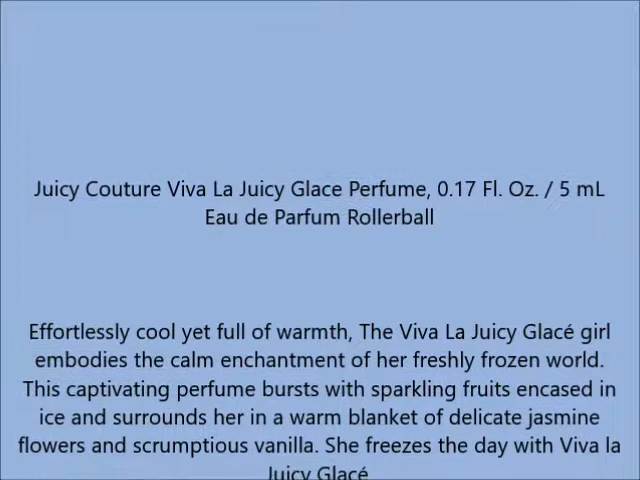 Juicy Couture Viva La Juicy Glace Perfume, 0.17 Fl. Oz. / 5 mL
Eau de Parfum Rollerball
Effortlessly cool yet full of warmth, The Viva La Juicy Glacé girl
embodies the calm enchantment of her freshly frozen world.
This captivating perfume bursts with sparkling fruits encased in
ice and surrounds her in a warm blanket of delicate jasmine
flowers and scrumptious vanilla. She freezes the day with Viva la
Juicy Glacé